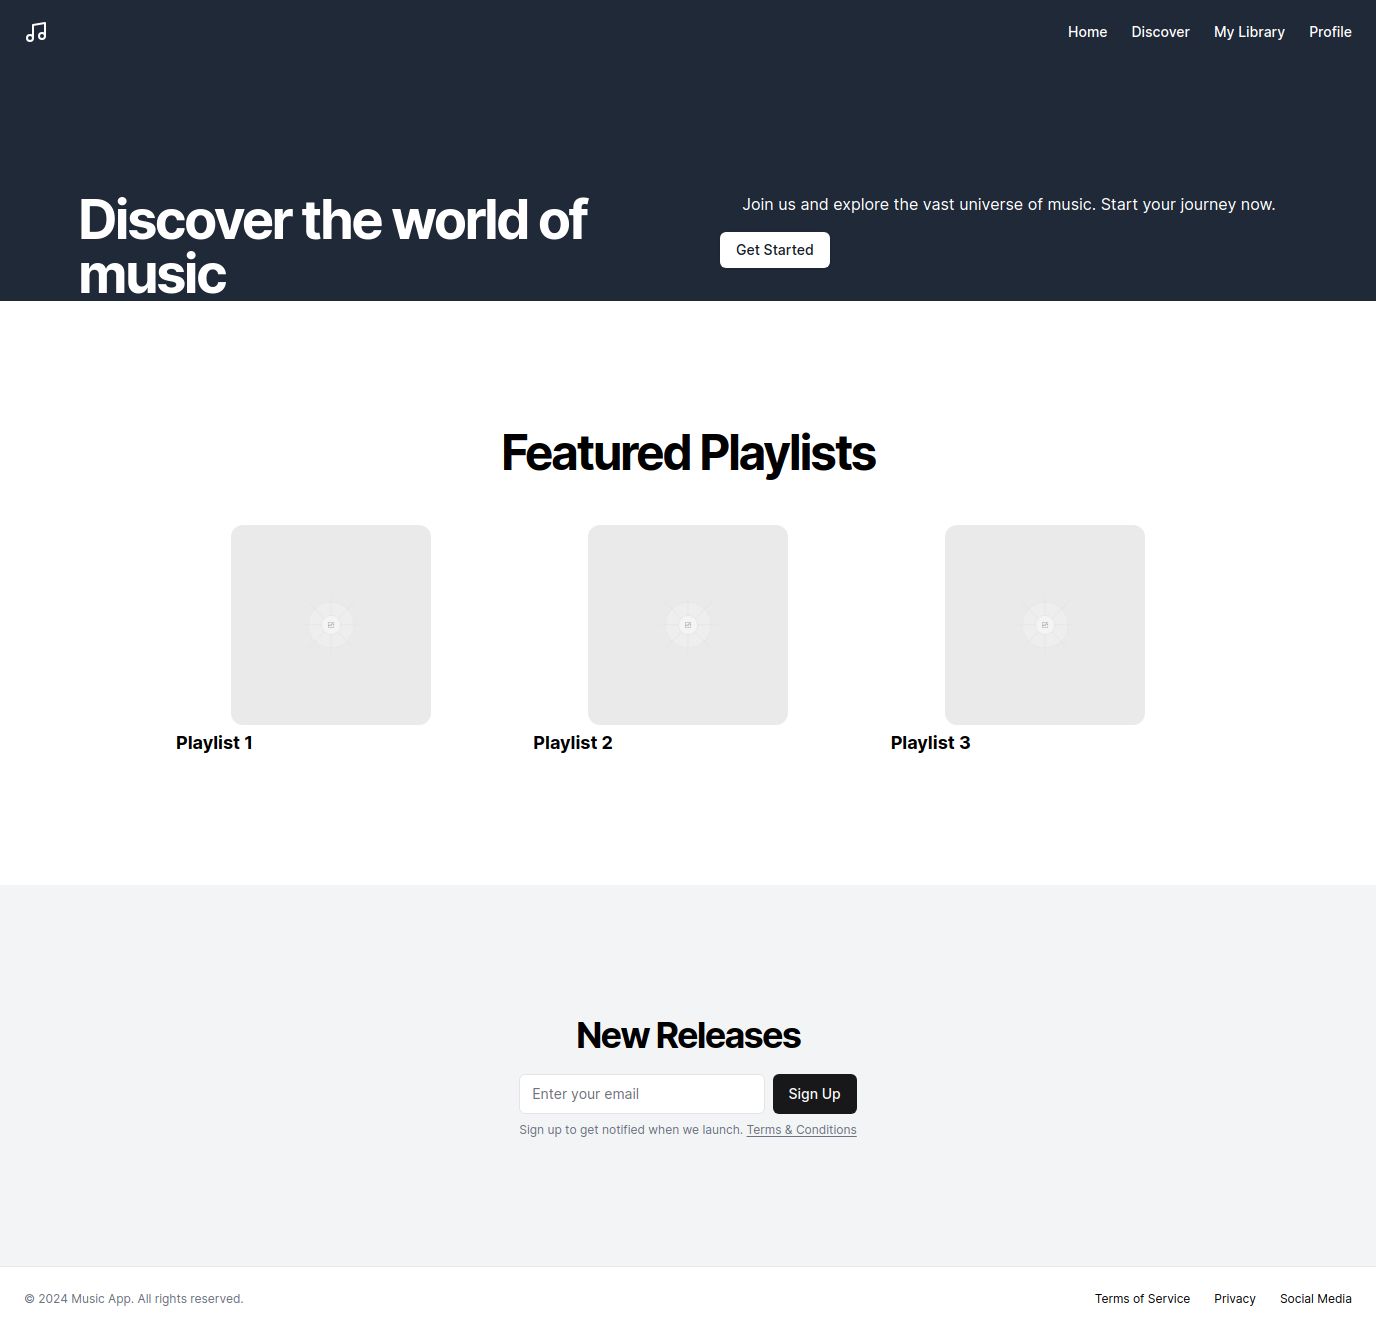 Home Discover My Library Profile
Discover the world of
music
Join us and explore the vast universe of music. Start your journey now.
Get Started
Featured Playlists
Playlist 1
Playlist 2
Playlist 3
New Releases
Enter your email
Sign Up
Sign up to get notified when we launch. Terms & Conditions
© 2024 Music App. All rights reserved.
Terms of Service Privacy Social Media